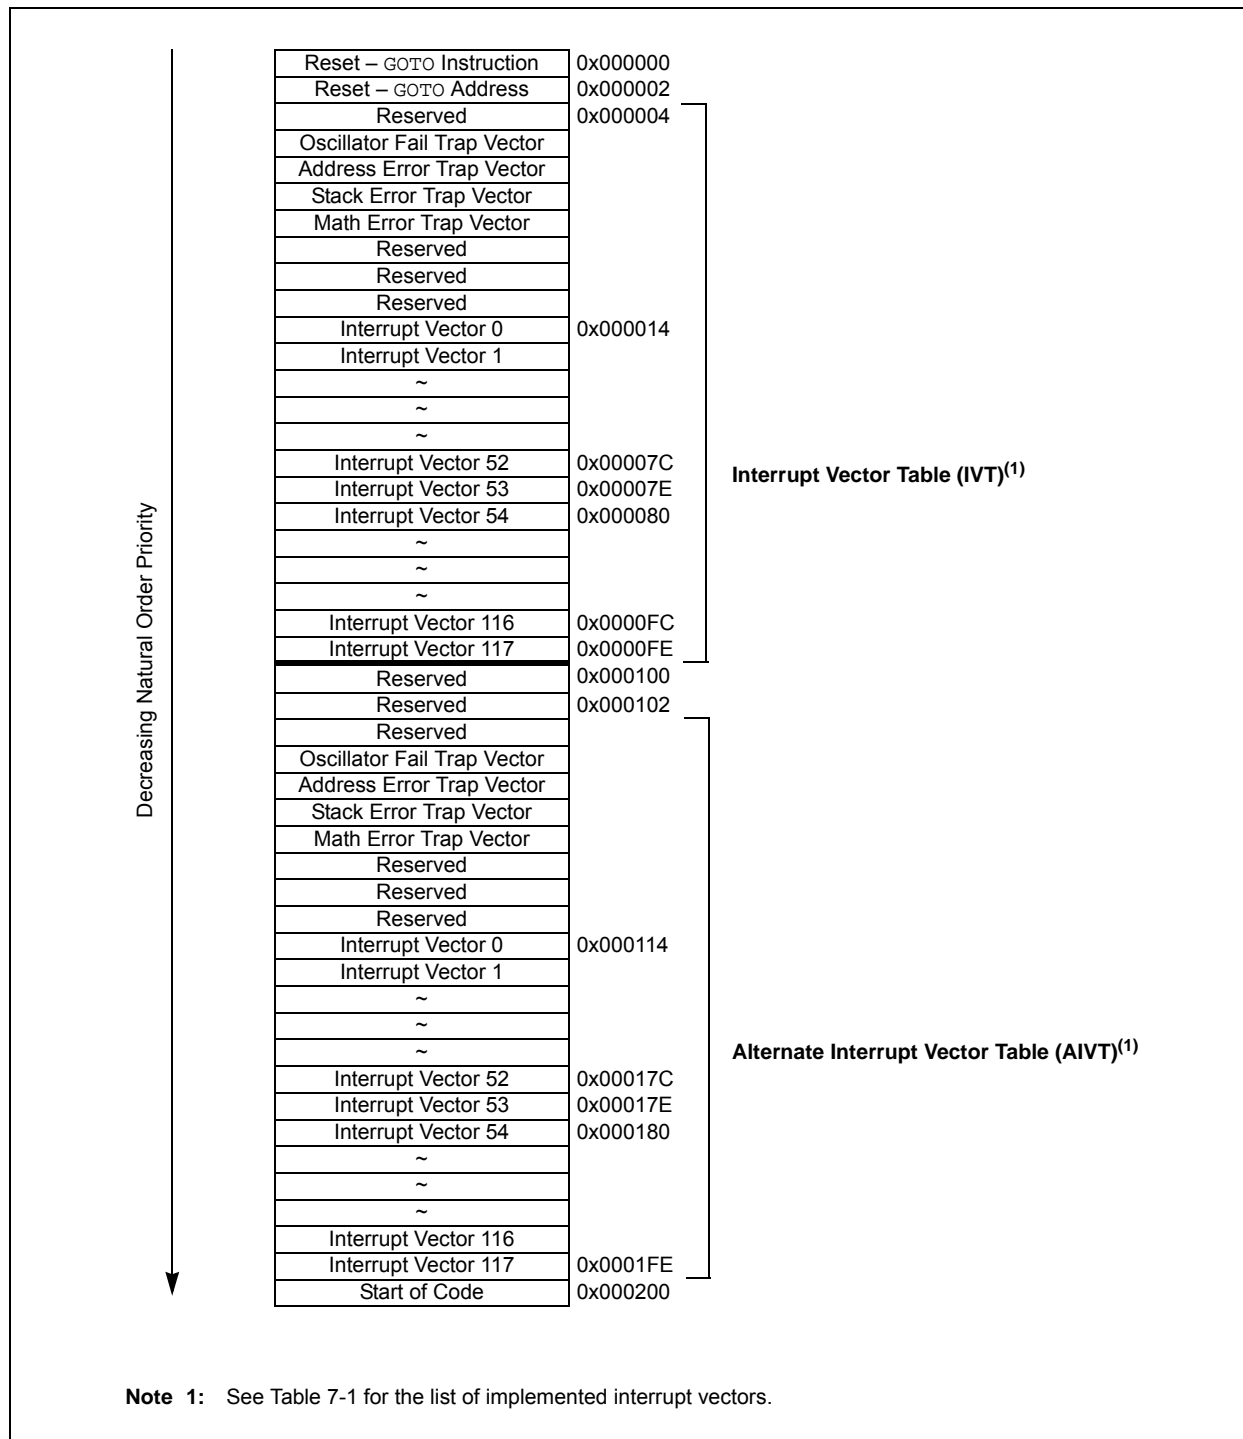 Reset – GOTO Instruction 0x000000
Reset – GOTO Address 0x000002
Reserved 0x000004
Oscillator Fail Trap Vector
Address Error Trap Vector
Stack Error Trap Vector
Math Error Trap Vector
Reserved
Reserved
Reserved
Interrupt Vector 0 0x000014
Interrupt Vector 1
~
~
~
Interrupt Vector 52 0x00007C
Interrupt Vector Table (IVT)(1)
Interrupt Vector 53 0x00007E
Interrupt Vector 54 0x000080
~
~
~
Interrupt Vector 116 0x0000FC
Interrupt Vector 117 0x0000FE
Decreasing Natural Order Priority
Reserved 0x000100
Reserved 0x000102
Reserved
Oscillator Fail Trap Vector
Address Error Trap Vector
Stack Error Trap Vector
Math Error Trap Vector
Reserved
Reserved
Reserved
Interrupt Vector 0 0x000114
Interrupt Vector 1
~
~
~
Alternate Interrupt Vector Table (AIVT)(1)
Interrupt Vector 52 0x00017C
Interrupt Vector 53 0x00017E
Interrupt Vector 54 0x000180
~
~
~
Interrupt Vector 116
Interrupt Vector 117 0x0001FE
Start of Code 0x000200
Note 1: See Table 7-1 for the list of implemented interrupt vectors.